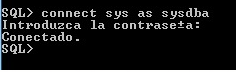 SQL> connect sys as sysdba
Introduzca la contrase±a:
Conectado.
SQL>